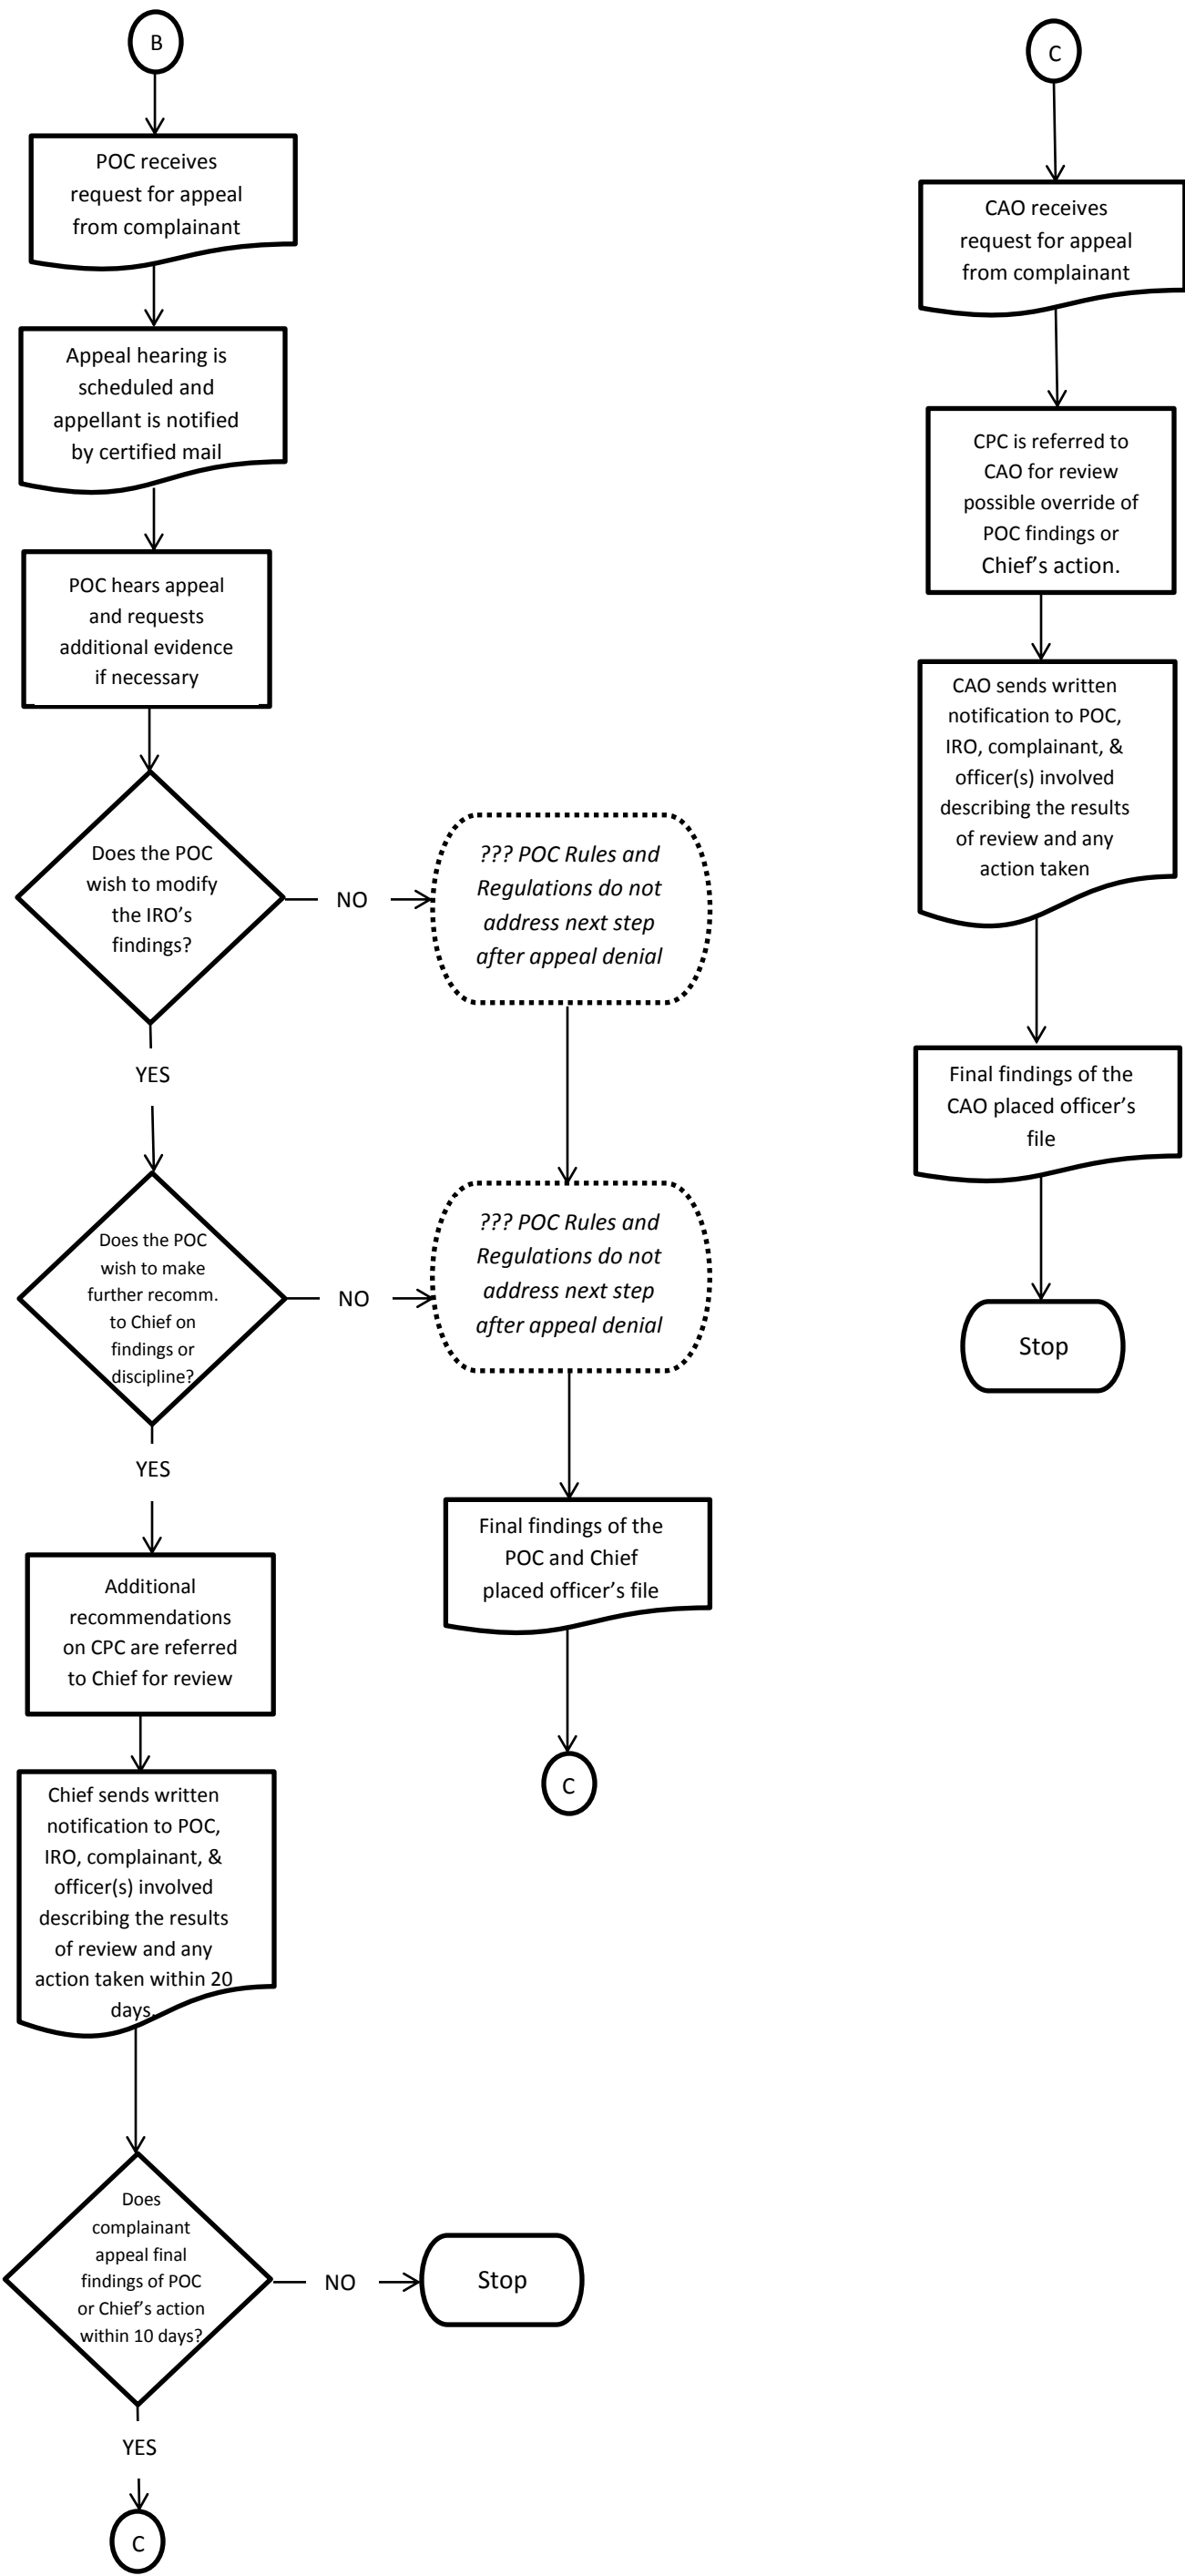 B
POC receives
request for appeal
from complainant
Appeal hearing is
scheduled and
appellant is notified
by certified mail
POC hears appeal
and requests
additional evidence
if necessary
Does the POC
wish to modify
the IRO's
findings?
NO
??? POC Rules and
Regulations do not
address next step
after appeal denial
YES
Does the POC
wish to make
further recomm.
to Chief on
findings or
discipline?
NO
??? POC Rules and
Regulations do not
address next step
after appeal denial
YES
Final findings of the
POC and Chief
placed officer's file
C
Additional
recommendations
on CPC are referred
to Chief for review
Chief sends written
notification to POC,
IRO, complainant, &
officer(s) involved
describing the results
of review and any
action taken within 20
days.
Does
complainant
appeal final
findings of POC
or Chief's action
within 10 days?
NO
Stop
YES
C
C
CAO receives
request for appeal
from complainant
CPC is referred to
CAO for review
possible override of
POC findings or
Chief's action.
CAO sends written
notification to POC,
IRO, complainant, &
officer(s) involved
describing the results
of review and any
action taken
Final findings of the
CAO placed officer's
file
Stop